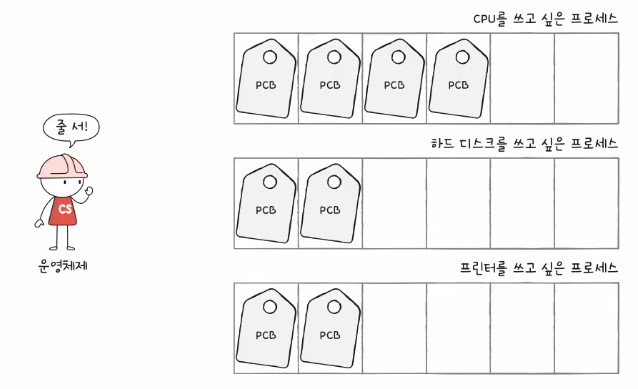 CPU를 쓰고 싶은 프로세스
PCB PCB PCB PCB
줄 서!
하드 디스크를 쓰고 싶은 프로세스
PCB PCB
CS
운영체제
프린터를 쓰고 싶은 프로세스
PCB PCB